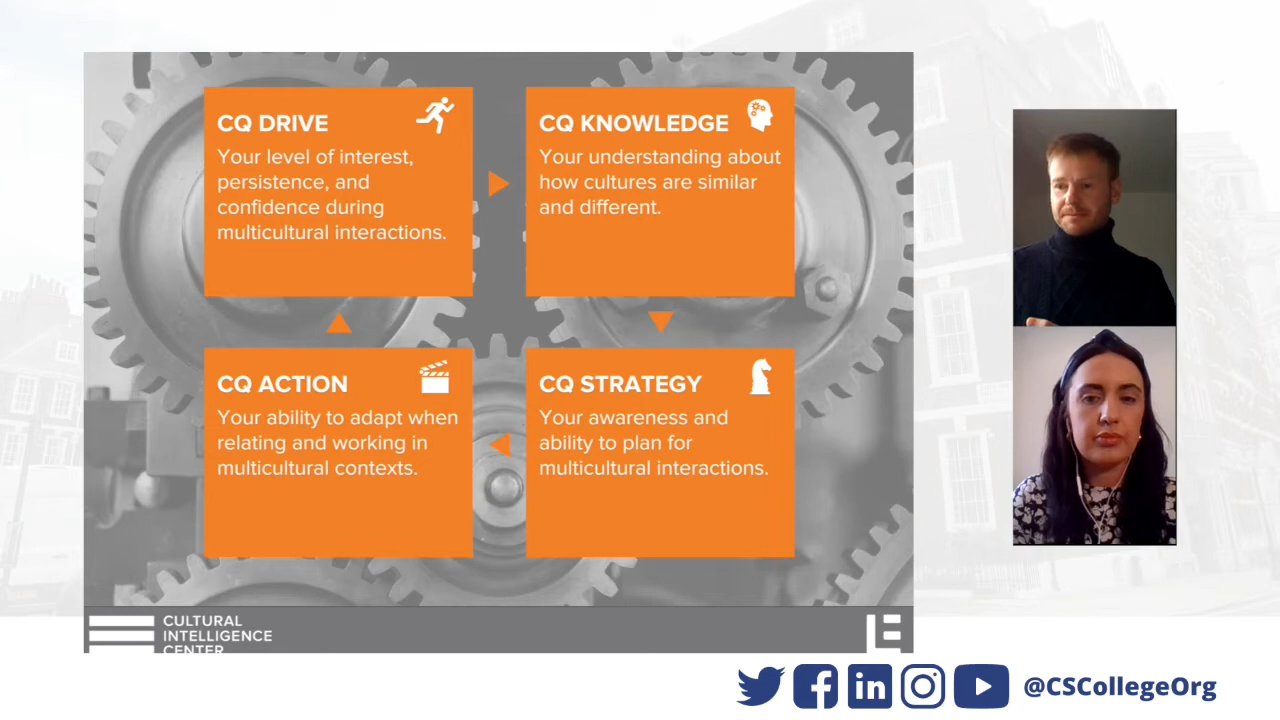 CQ DRIVE
Your level of interest,
persistence, and
confidence during
multicultural interactions.
CQ KNOWLEDGE
Your understanding about
how cultures are similar
and different.
CQ ACTION
Your ability to adapt when
relating and working in
multicultural contexts.
CQ STRATEGY
Your awareness and
ability to plan for
multicultural interactions.
CULTURAL
INTELLIGENCE
CENTER
@CSCollegeOrg